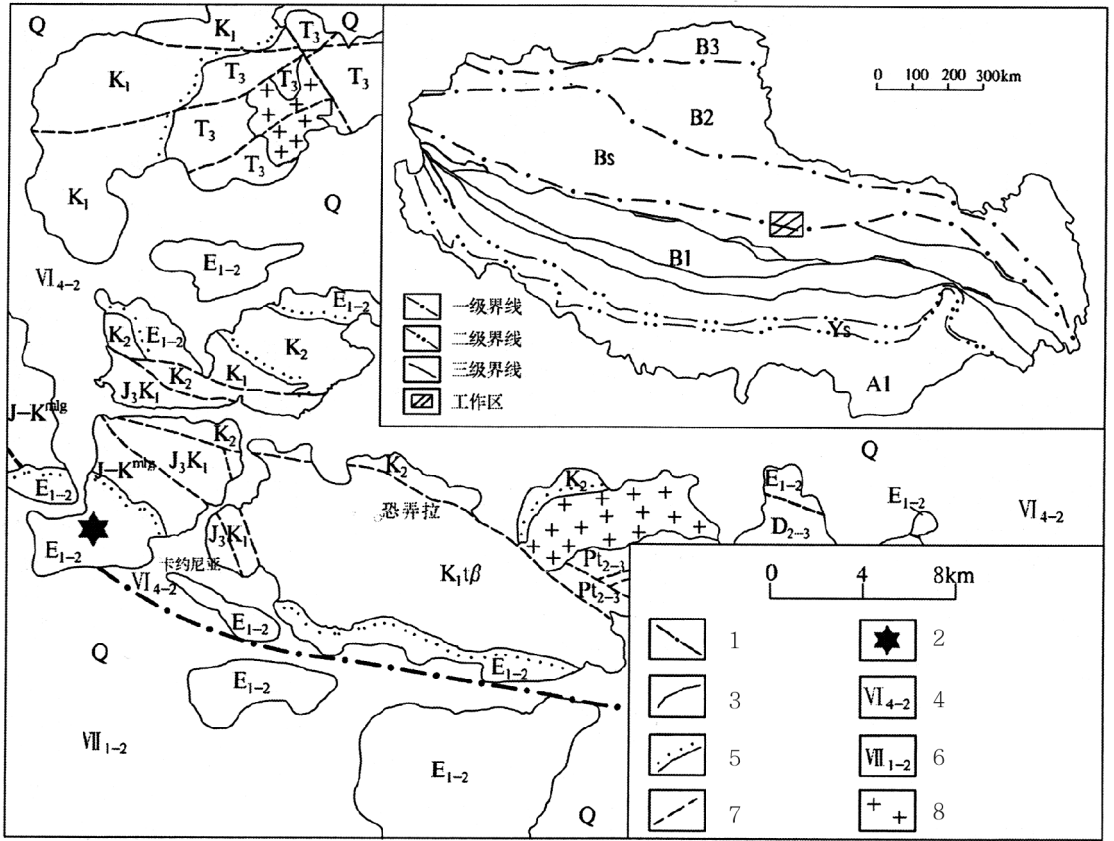 Q
K₁
T₃
Q
K₁
T₃
T₃
T₃
T₃
T₃
K₁
Q
Ⅵ₄₋₂
E₁₋₂
E₁₋₂
K₂
E₁₋₂
K₂
K₂
K₁
J₃K₁
J–Kᵐˡᵍ
K₂
J₃K₁
J–Kᵐˡᵍ
E₁₋₂
K₂
恐弄拉
K₂
E₁₋₂
Q
E₁₋₂
Ⅵ₄₋₂
D₂₋₃
E₁₋₂
J₃K₁
卡约尼亚
Ⅵ₄₋₂
K₁tβ
Pt₂₋₃
Pt₂₋₃
E₁₋₂
E₁₋₂
Q
E₁₋₂
Ⅶ₁₋₂
E₁₋₂
Q
B3
0 100 200 300km
B2
Bs
B1
Ys
A1
一级界线
二级界线
三级界线
工作区
0 4 8km
1 2
3 Ⅵ₄₋₂ 4
5 Ⅶ₁₋₂ 6
7 8